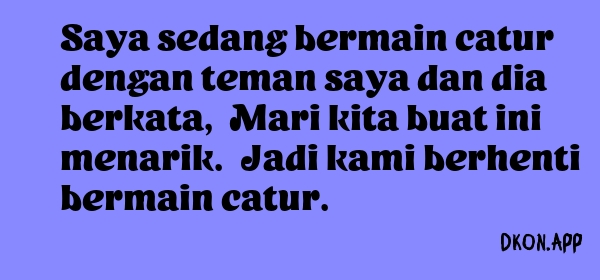 Saya sedang bermain catur
dengan teman saya dan dia
berkata, Mari kita buat ini
menarik. Jadi kami berhenti
bermain catur.
DKON.APP